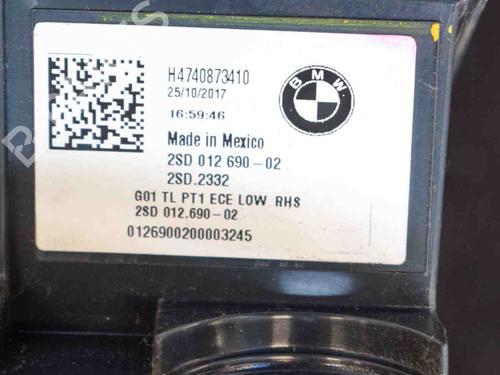 H4740873410
25/10/2017
16:59:46
BMW
Made in Mexico
2SD 012 690-02
2SD.2332
G01 TL PT1 ECE LOW RHS
2SD 012.690-02
0126900200003245